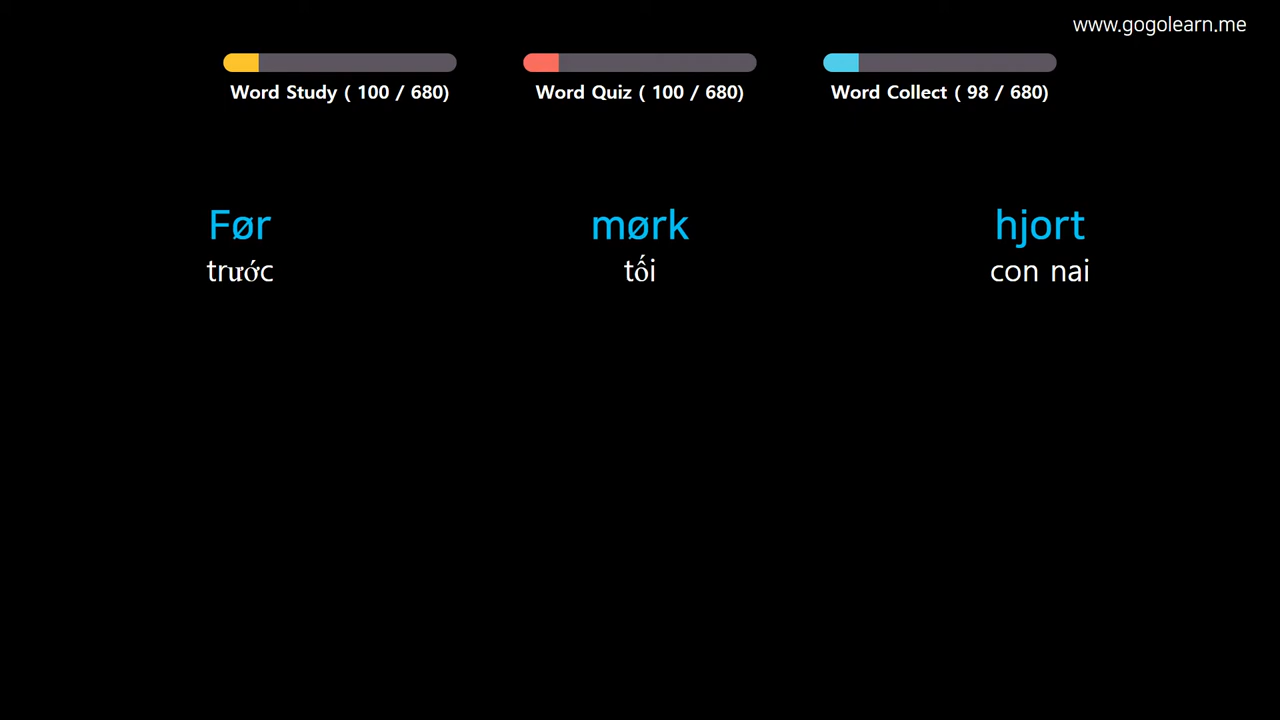 www.gogolearn.me
Word Study ( 100 / 680)
Word Quiz ( 100 / 680)
Word Collect ( 98 / 680)
Før
trước
mørk
tối
hjort
con nai